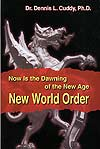 Dr. Dennis L. Cuddy, Ph.D.
Now Is the Dawning
of the New Age
New World Order